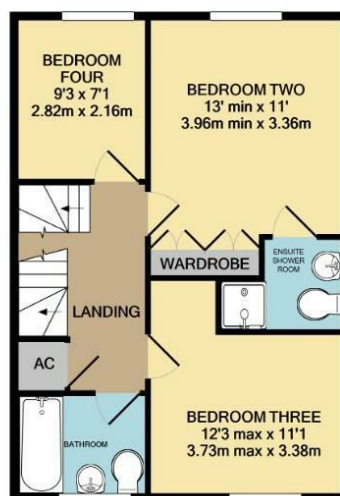 BEDROOM
FOUR
9'3 x 7'1
2.82m x 2.16m
BEDROOM TWO
13' min x 11'
3.96m min x 3.36m
WARDROBE
ENSUITE
SHOWER
ROOM
LANDING
AC
BATHROOM
BEDROOM THREE
12'3 max x 11'1
3.73m max x 3.38m